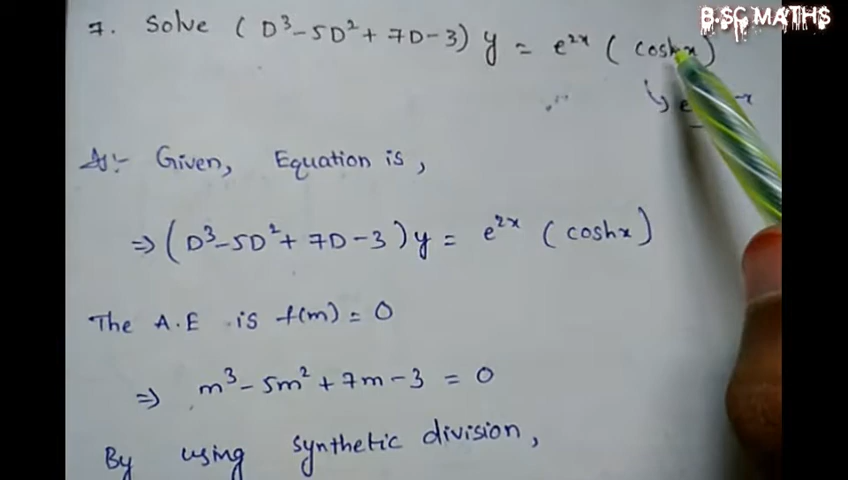 B.SC MATHS
7. Solve (D³-5D²+7D-3) y = e²ˣ (coshx)
As:- Given, Equation is,
⇒ (D³-5D²+7D-3) y = e²ˣ (coshx)
The A.E is f(m) = 0
⇒ m³-5m²+7m-3 = 0
By using synthetic division,